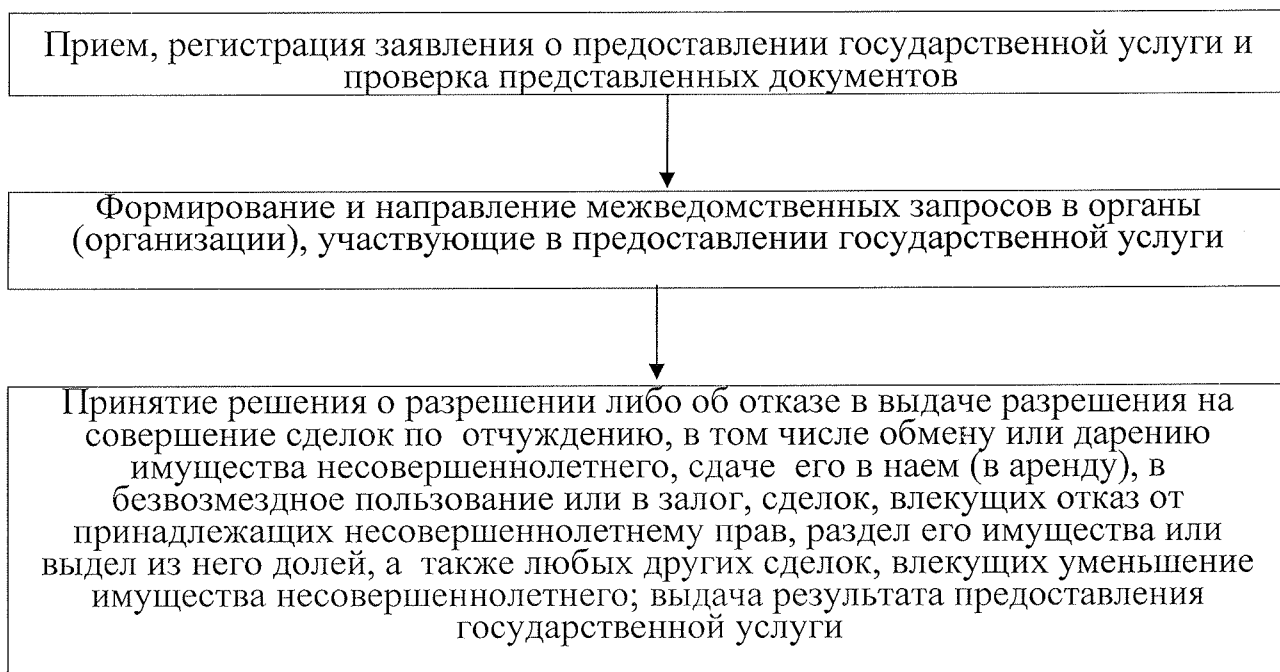 Прием, регистрация заявления о предоставлении государственной услуги и
проверка представленных документов
Формирование и направление межведомственных запросов в органы
(организации), участвующие в предоставлении государственной услуги
Принятие решения о разрешении либо об отказе в выдаче разрешения на
совершение сделок по отчуждению, в том числе обмену или дарению
имущества несовершеннолетнего, сдаче его в наем (в аренду), в
безвозмездное пользование или в залог, сделок, влекущих отказ от
принадлежащих несовершеннолетнему прав, раздел его имущества или
выдел из него долей, а также любых других сделок, влекущих уменьшение
имущества несовершеннолетнего; выдача результата предоставления
государственной услуги